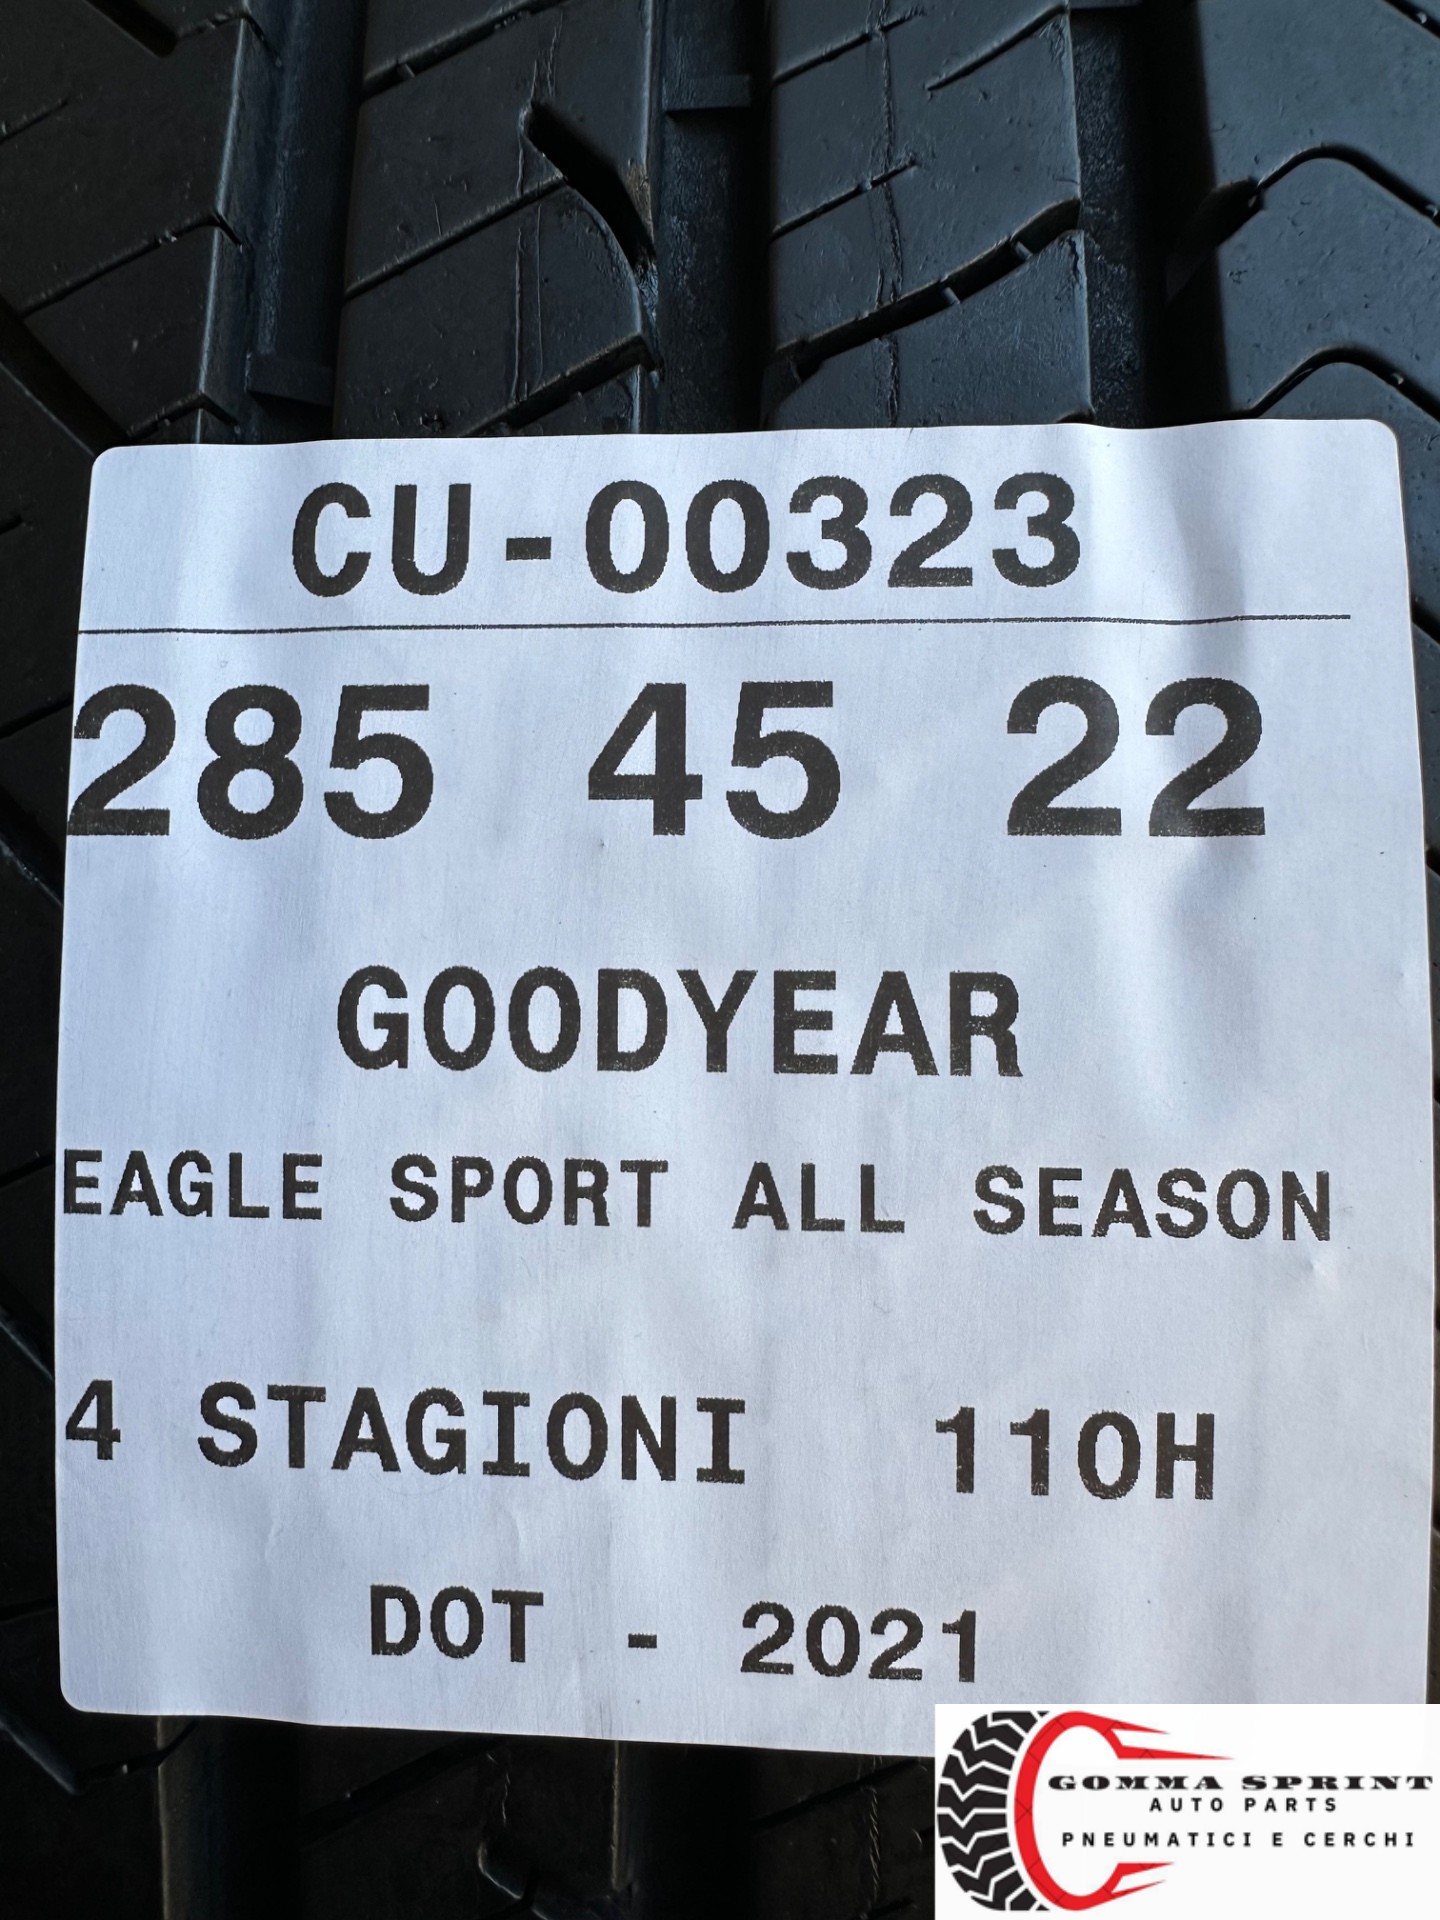 CU-00323
285 45 22
GOODYEAR
EAGLE SPORT ALL SEASON
4 STAGIONI 110H
DOT - 2021
GOMMA SPRINT
AUTO PARTS
PNEUMATICI E CERCHI